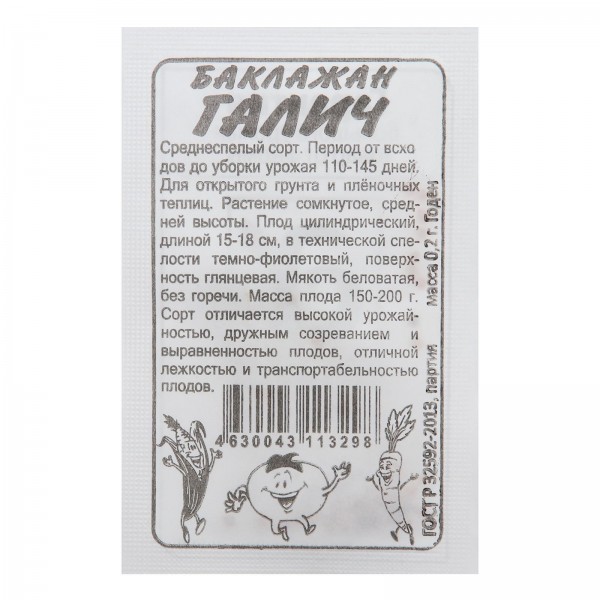 БАКЛАЖАН
ГАЛИЧ
Среднеспелый сорт. Период от всхо
дов до уборки урожая 110-145 дней.
Для открытого грунта и плёночных
теплиц. Растение сомкнутое, сред-
ней высоты. Плод цилиндрический,
длиной 15-18 см, в технической спе-
лости темно-фиолетовый, поверх-
ность глянцевая. Мякоть беловатая,
без горечи. Масса плода 150-200 г.
Сорт отличается высокой урожай-
ностью, дружным созреванием и
выравненностью плодов, отличной
лежкостью и транспортабельностью
плодов.
4 630043 113298
ГОСТ Р 32592-2013, партия Масса 0,2 г. Годен